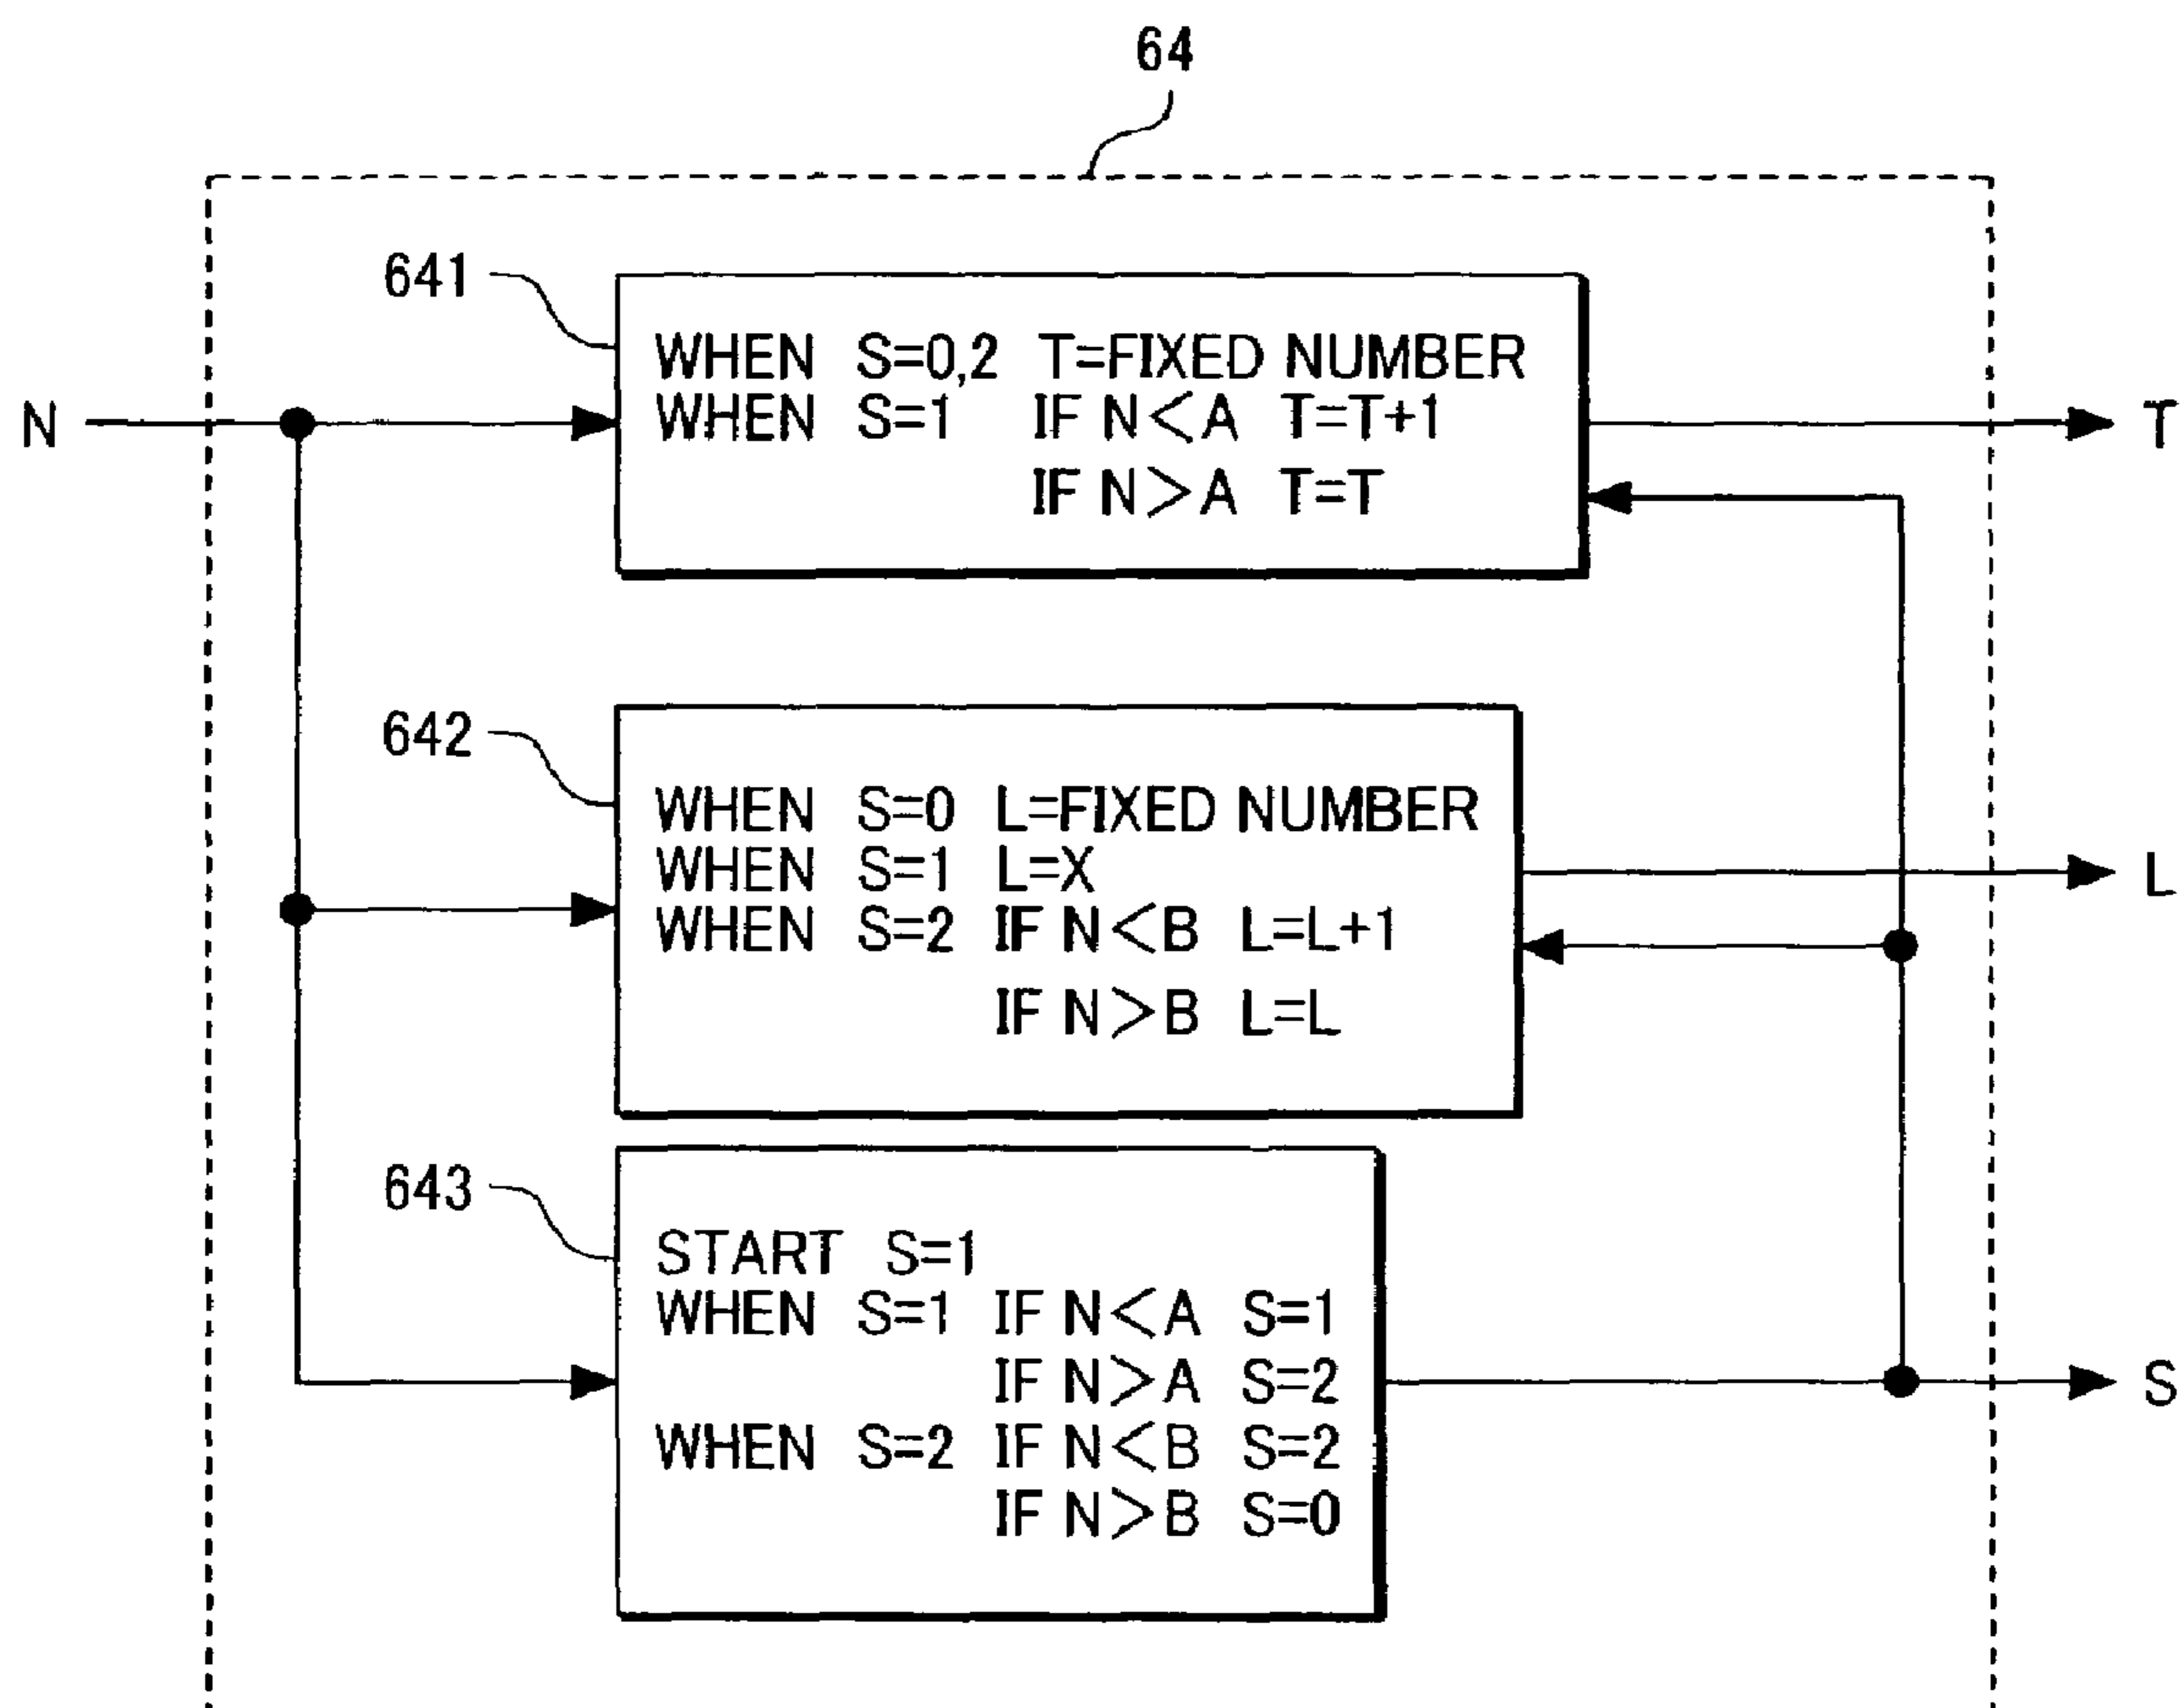 64
641
WHEN S=0,2 T=FIXED NUMBER
WHEN S=1 IF N<A T=T+1
IF N>A T=T
N
T
642
WHEN S=0 L=FIXED NUMBER
WHEN S=1 L=X
WHEN S=2 IF N<B L=L+1
IF N>B L=L
L
643
START S=1
WHEN S=1 IF N<A S=1
IF N>A S=2
WHEN S=2 IF N<B S=2
IF N>B S=0
S